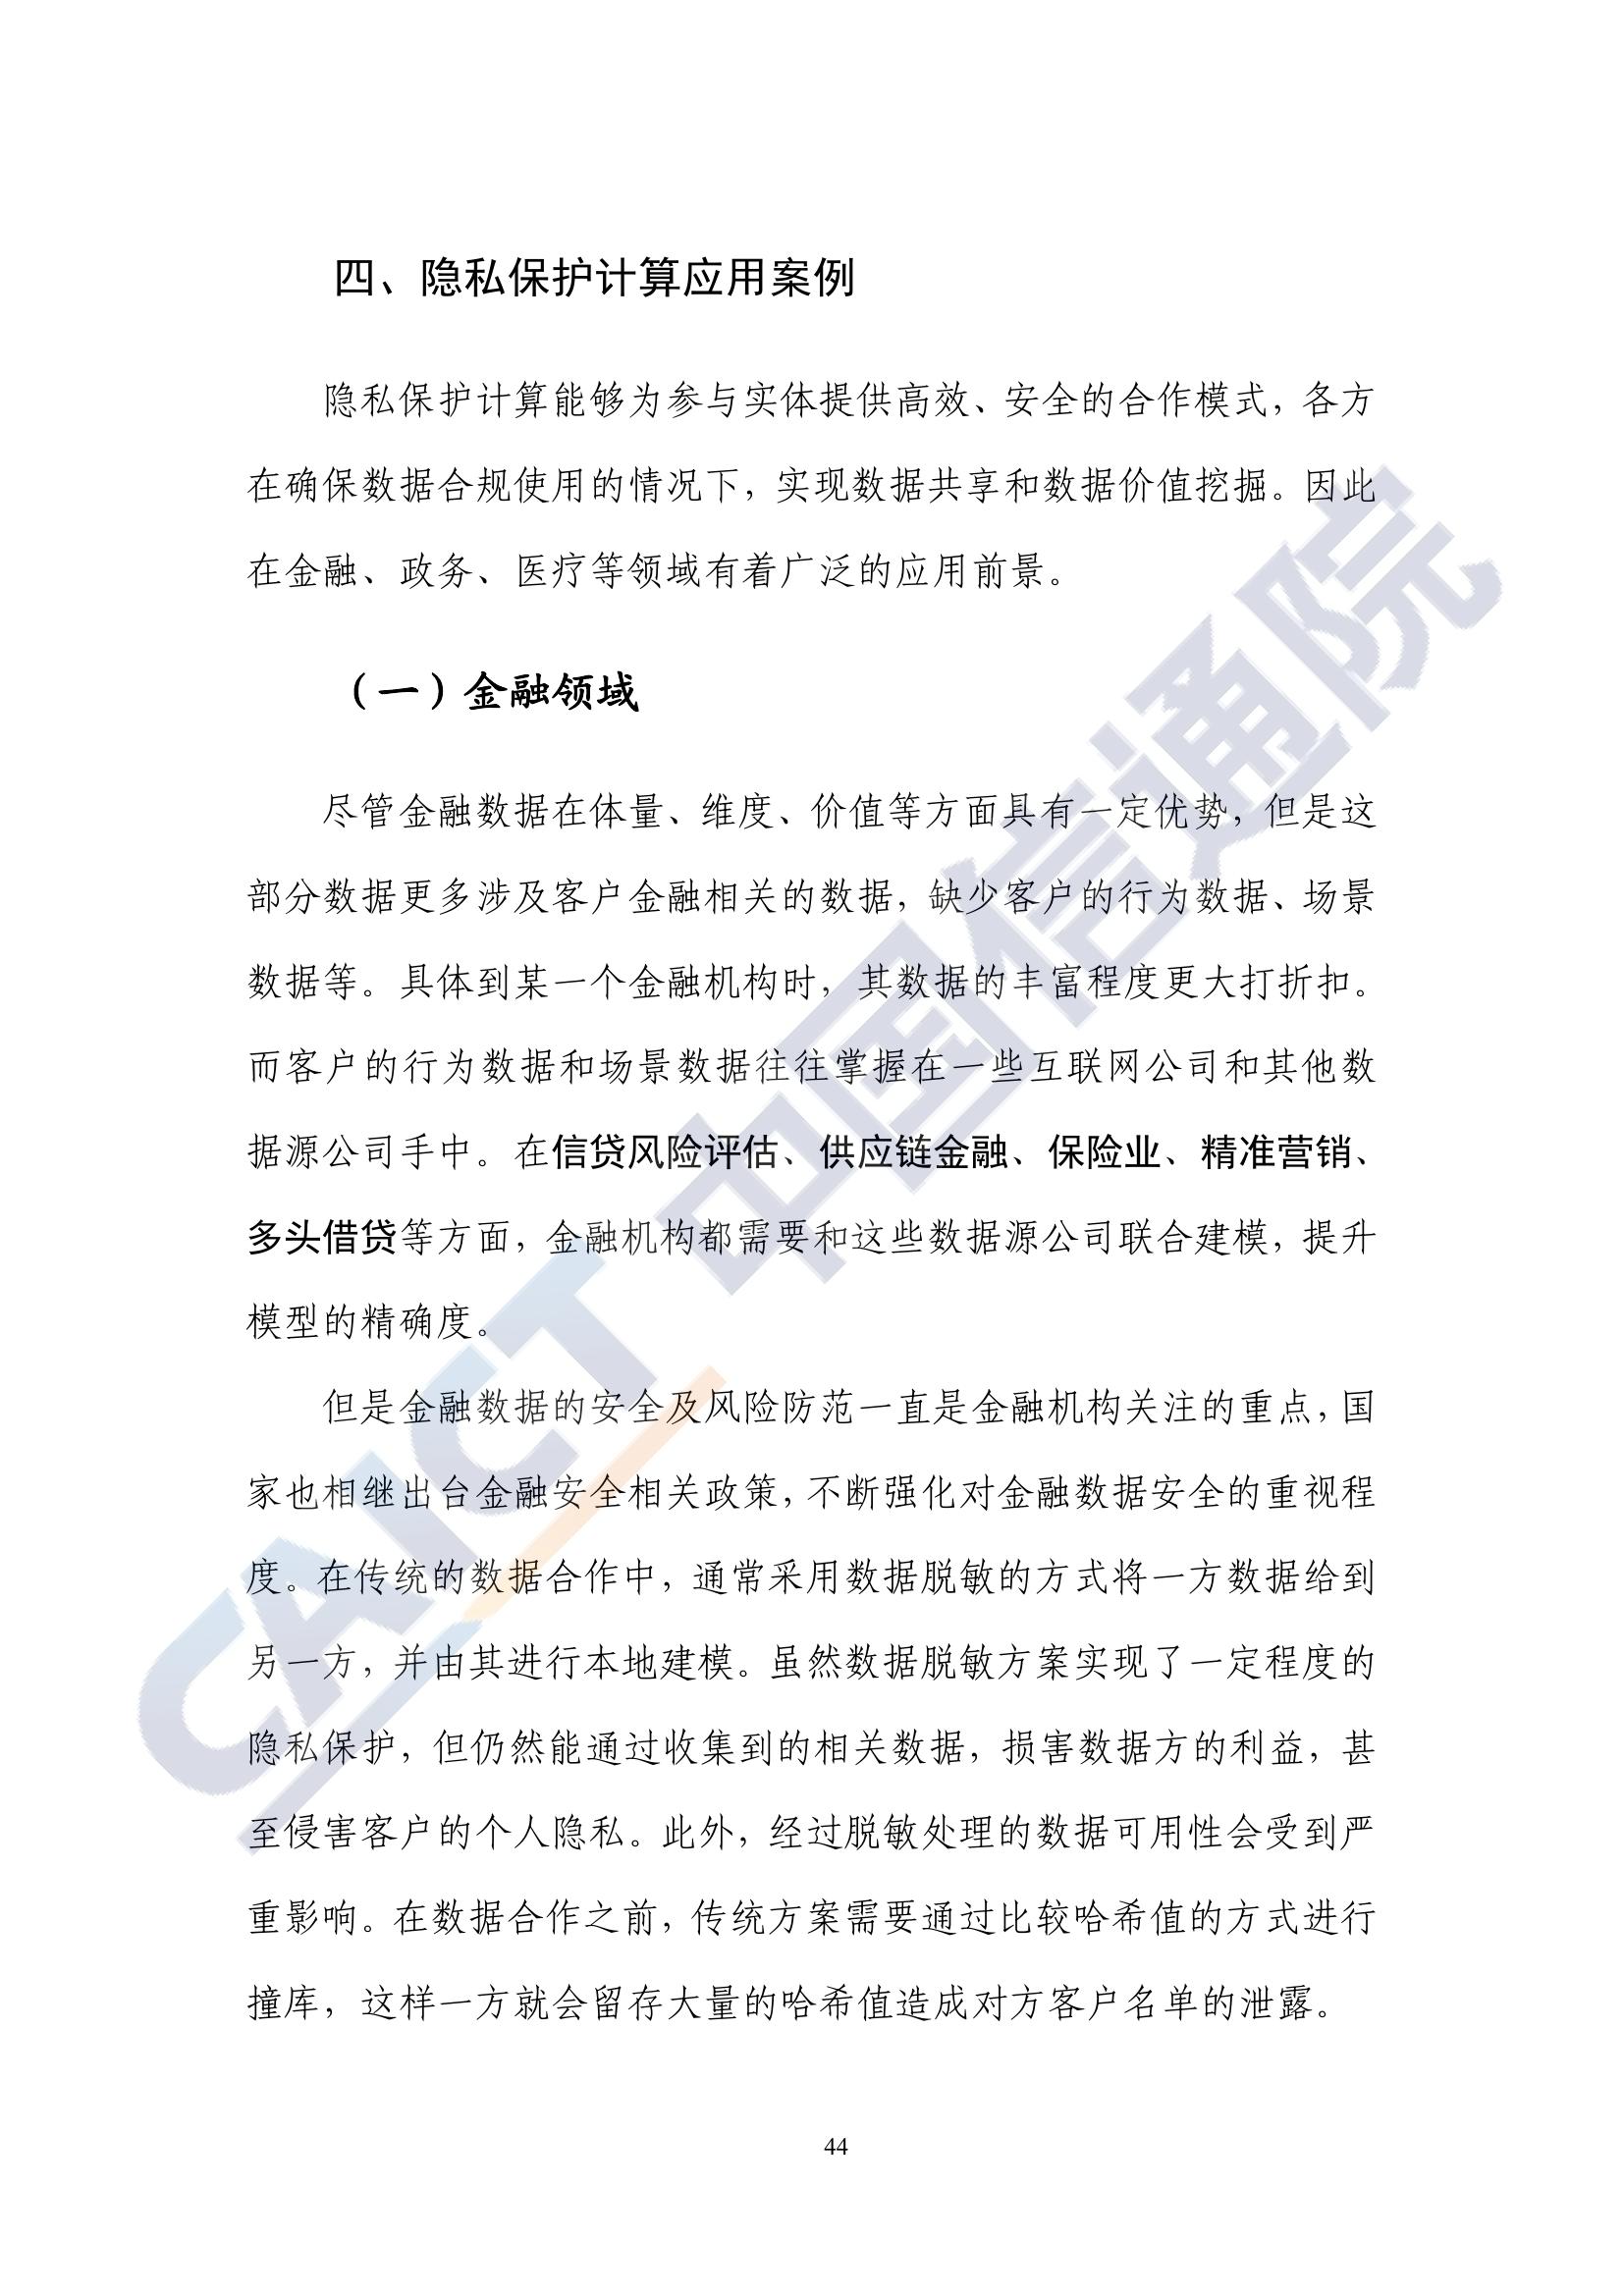 四、隐私保护计算应用案例
隐私保护计算能够为参与实体提供高效、安全的合作模式，各方
在确保数据合规使用的情况下，实现数据共享和数据价值挖掘。因此
在金融、政务、医疗等领域有着广泛的应用前景。
（一）金融领域
尽管金融数据在体量、维度、价值等方面具有一定优势，但是这
部分数据更多涉及客户金融相关的数据，缺少客户的行为数据、场景
数据等。具体到某一个金融机构时，其数据的丰富程度更大打折扣。
而客户的行为数据和场景数据往往掌握在一些互联网公司和其他数
据源公司手中。在信贷风险评估、供应链金融、保险业、精准营销、
多头借贷等方面，金融机构都需要和这些数据源公司联合建模，提升
模型的精确度。
但是金融数据的安全及风险防范一直是金融机构关注的重点，国
家也相继出台金融安全相关政策，不断强化对金融数据安全的重视程
度。在传统的数据合作中，通常采用数据脱敏的方式将一方数据给到
另一方，并由其进行本地建模。虽然数据脱敏方案实现了一定程度的
隐私保护，但仍然能通过收集到的相关数据，损害数据方的利益，甚
至侵害客户的个人隐私。此外，经过脱敏处理的数据可用性会受到严
重影响。在数据合作之前，传统方案需要通过比较哈希值的方式进行
撞库，这样一方就会留存大量的哈希值造成对方客户名单的泄露。
44
CAICT 中国信通院